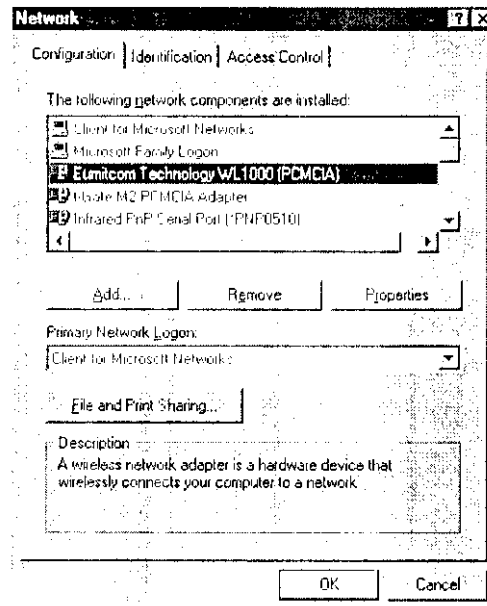 Network
Configuration Identification Access Control
The following network components are installed:
Client for Microsoft Networks
Microsoft Family Logon
Eumitcom Technology WL1000 (PCMCIA)
M2 PCMCIA Adapter
Infrared PnP Serial Port (*PNP0510)
Add...
Remove
Properties
Primary Network Logon:
Client for Microsoft Networks
File and Print Sharing...
Description
A wireless network adapter is a hardware device that
wirelessly connects your computer to a network
OK
Cancel